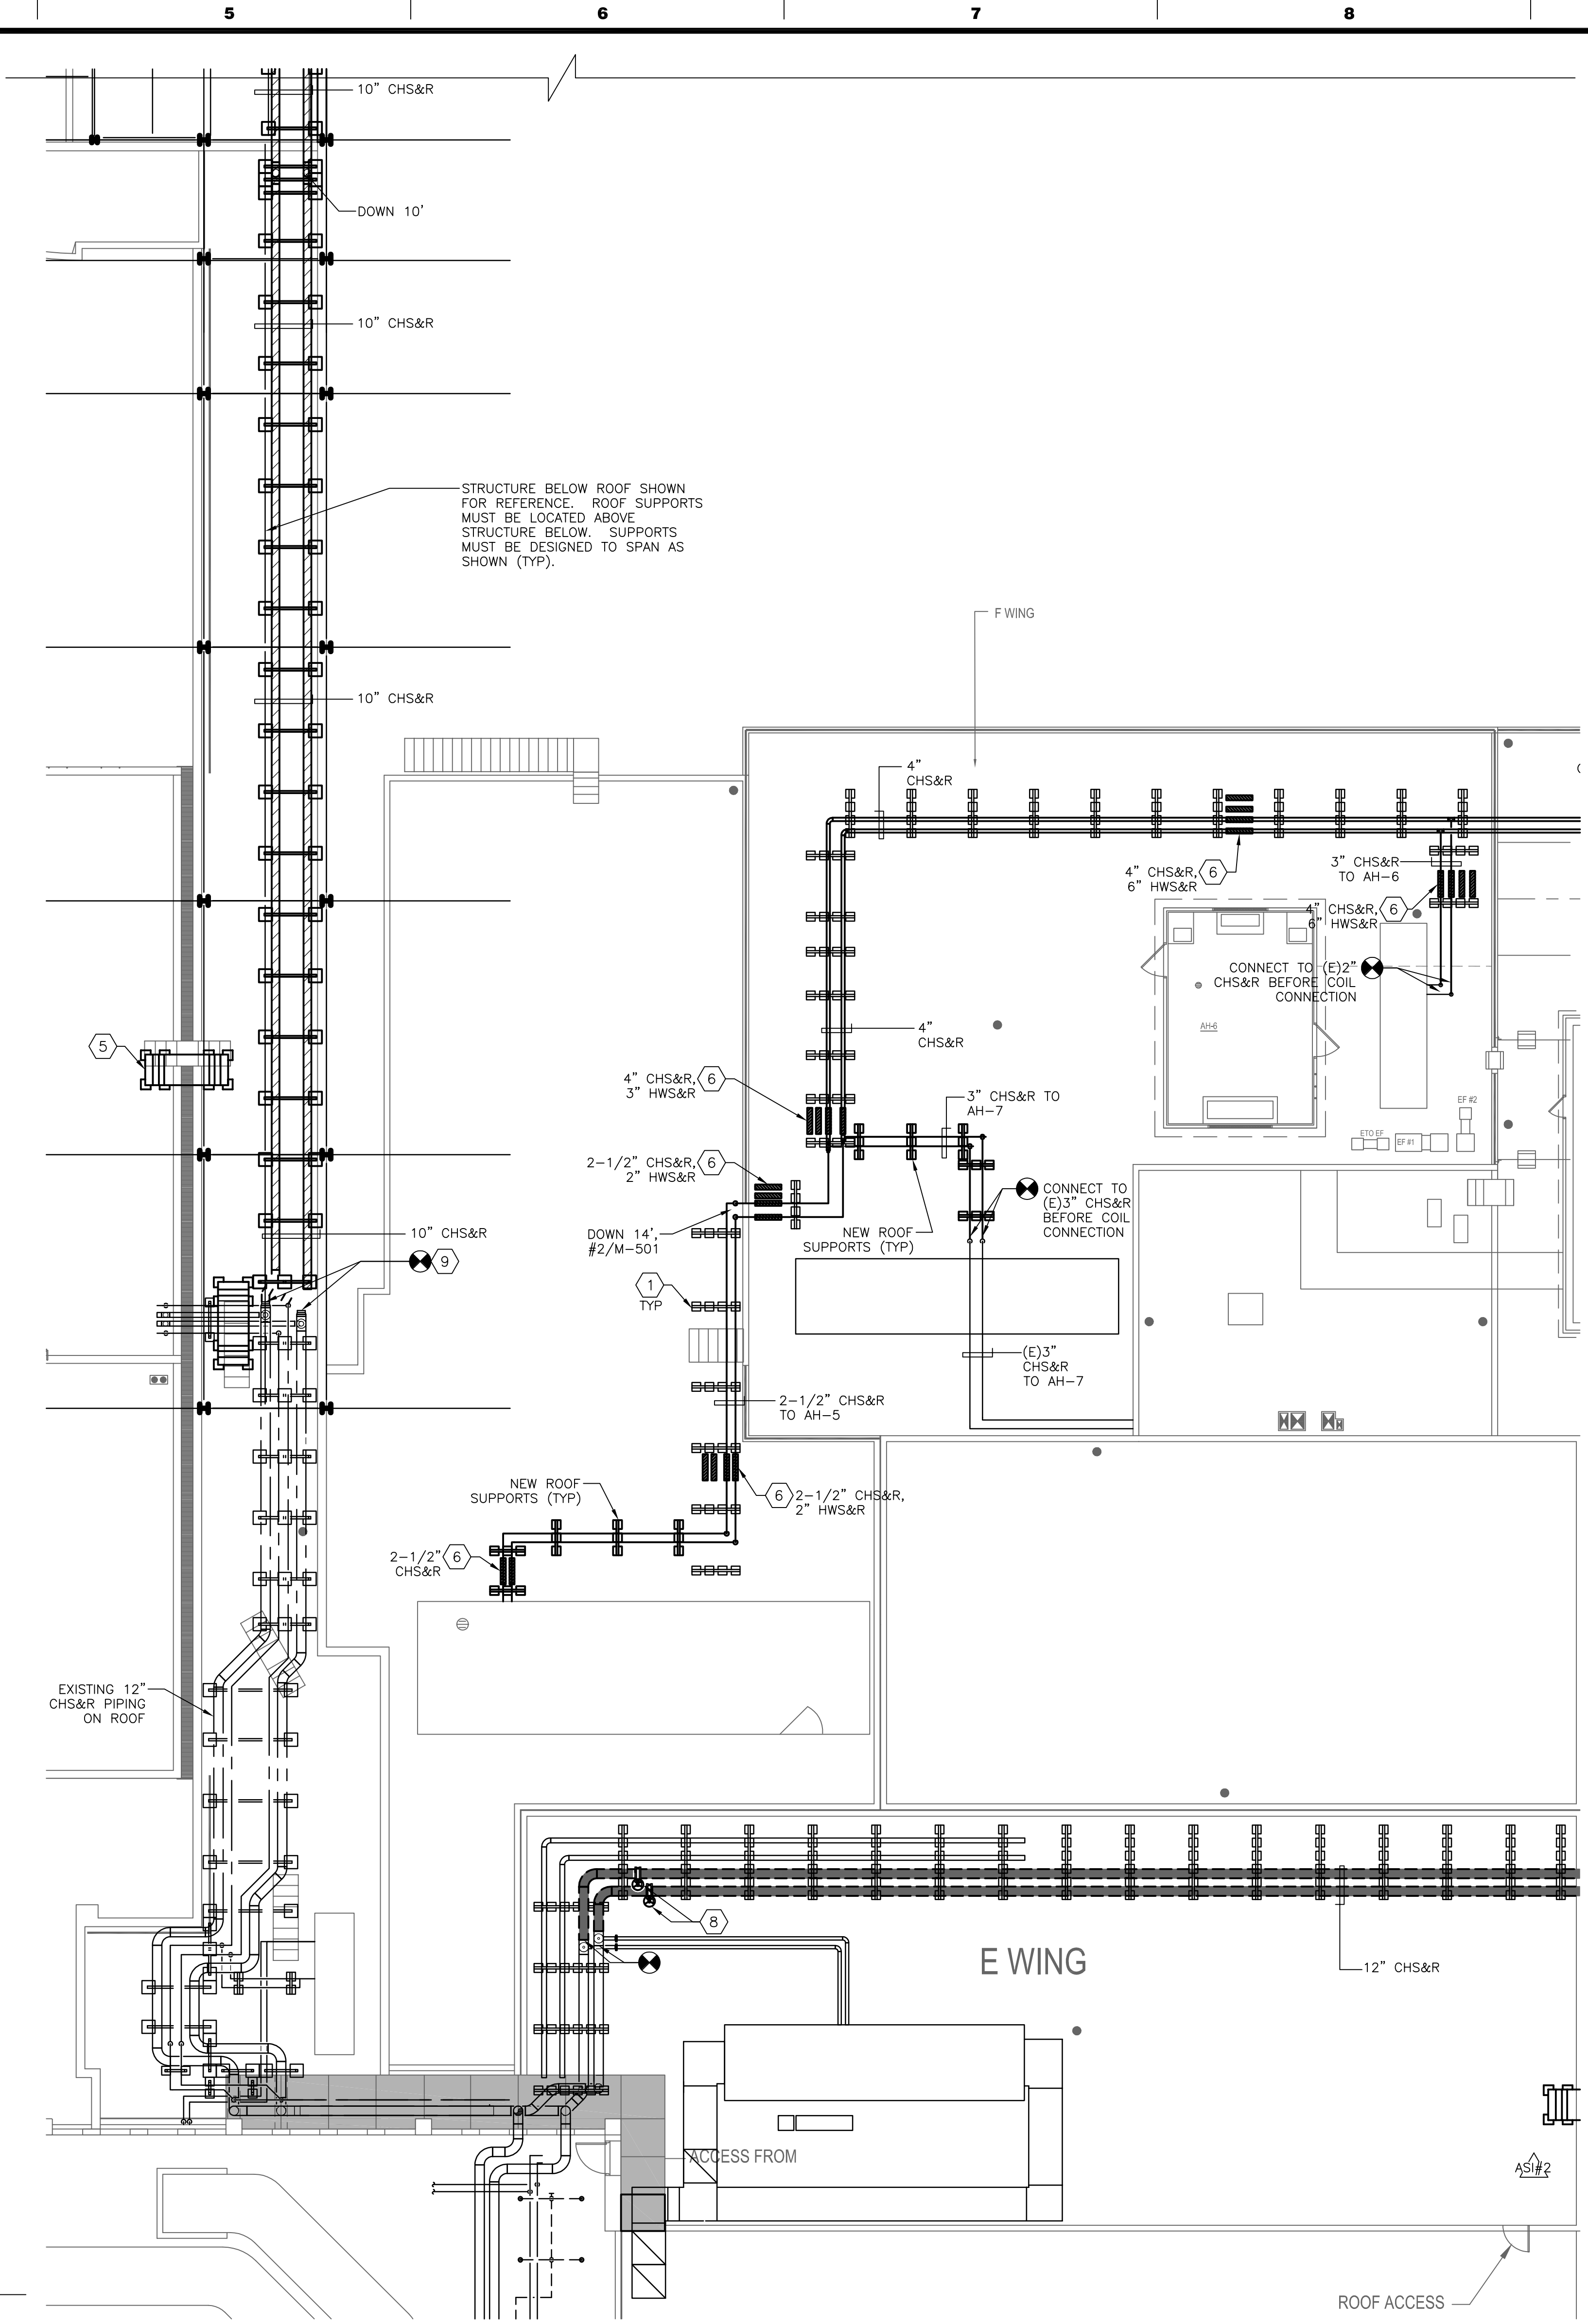 5
6
7
8
10" CHS&R
DOWN 10'
10" CHS&R
STRUCTURE BELOW ROOF SHOWN
FOR REFERENCE. ROOF SUPPORTS
MUST BE LOCATED ABOVE
STRUCTURE BELOW. SUPPORTS
MUST BE DESIGNED TO SPAN AS
SHOWN (TYP).
F WING
10" CHS&R
4"
CHS&R
4" CHS&R,
6" HWS&R
6
3" CHS&R
TO AH-6
4" CHS&R,
6" HWS&R
6
CONNECT TO (E)2"
CHS&R BEFORE COIL
CONNECTION
AH-6
4"
CHS&R
5
4" CHS&R,
3" HWS&R
6
3" CHS&R TO
AH-7
EF #2
ETO EF
EF #1
2-1/2" CHS&R,
2" HWS&R
6
CONNECT TO
(E)3" CHS&R
BEFORE COIL
CONNECTION
10" CHS&R
DOWN 14',
#2/M-501
NEW ROOF
SUPPORTS (TYP)
9
1
TYP
(E)3"
CHS&R
TO AH-7
2-1/2" CHS&R
TO AH-5
NEW ROOF
SUPPORTS (TYP)
6
2-1/2" CHS&R,
2" HWS&R
2-1/2"
CHS&R
6
EXISTING 12"
CHS&R PIPING
ON ROOF
8
E WING
12" CHS&R
ACCESS FROM
ASI#2
ROOF ACCESS